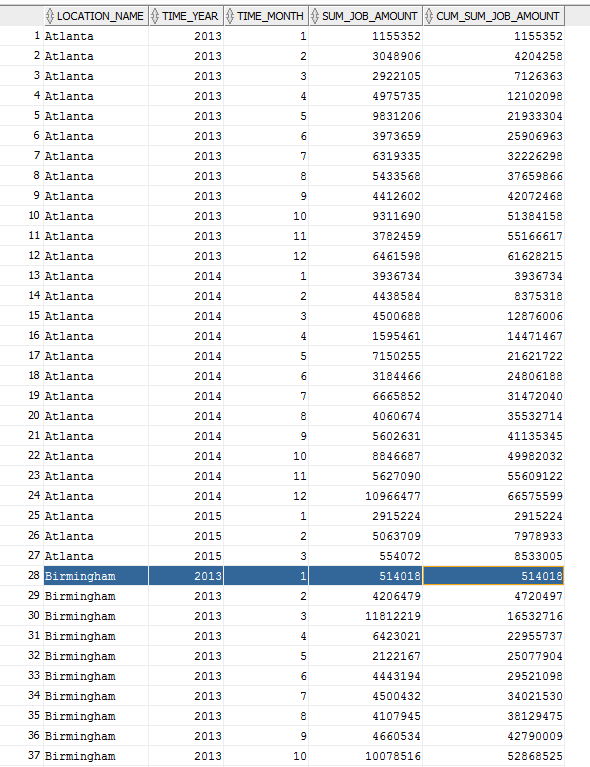 LOCATION_NAME TIME_YEAR TIME_MONTH SUM_JOB_AMOUNT CUM_SUM_JOB_AMOUNT
1 Atlanta 2013 1 1155352 1155352
2 Atlanta 2013 2 3048906 4204258
3 Atlanta 2013 3 2922105 7126363
4 Atlanta 2013 4 4975735 12102098
5 Atlanta 2013 5 9831206 21933304
6 Atlanta 2013 6 3973659 25906963
7 Atlanta 2013 7 6319335 32226298
8 Atlanta 2013 8 5433568 37659866
9 Atlanta 2013 9 4412602 42072468
10 Atlanta 2013 10 9311690 51384158
11 Atlanta 2013 11 3782459 55166617
12 Atlanta 2013 12 6461598 61628215
13 Atlanta 2014 1 3936734 3936734
14 Atlanta 2014 2 4438584 8375318
15 Atlanta 2014 3 4500688 12876006
16 Atlanta 2014 4 1595461 14471467
17 Atlanta 2014 5 7150255 21621722
18 Atlanta 2014 6 3184466 24806188
19 Atlanta 2014 7 6665852 31472040
20 Atlanta 2014 8 4060674 35532714
21 Atlanta 2014 9 5602631 41135345
22 Atlanta 2014 10 8846687 49982032
23 Atlanta 2014 11 5627090 55609122
24 Atlanta 2014 12 10966477 66575599
25 Atlanta 2015 1 2915224 2915224
26 Atlanta 2015 2 5063709 7978933
27 Atlanta 2015 3 554072 8533005
28 Birmingham 2013 1 514018 514018
29 Birmingham 2013 2 4206479 4720497
30 Birmingham 2013 3 11812219 16532716
31 Birmingham 2013 4 6423021 22955737
32 Birmingham 2013 5 2122167 25077904
33 Birmingham 2013 6 4443194 29521098
34 Birmingham 2013 7 4500432 34021530
35 Birmingham 2013 8 4107945 38129475
36 Birmingham 2013 9 4660534 42790009
37 Birmingham 2013 10 10078516 52868525